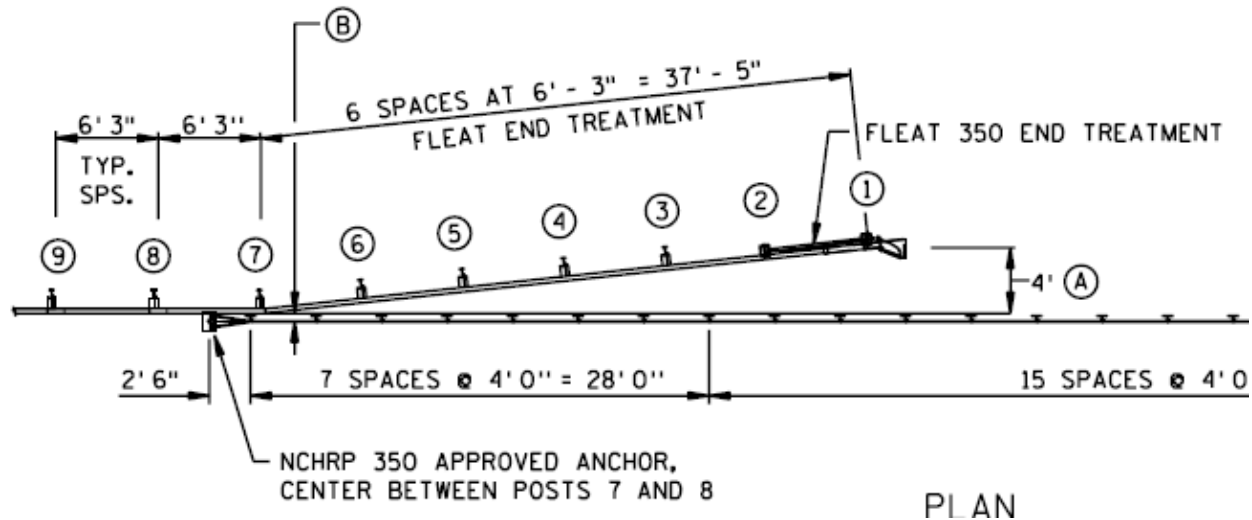 B
6 SPACES AT 6'-3" = 37'-5"
FLEAT END TREATMENT
6'3" 6'3"
TYP.
SPS.
FLEAT 350 END TREATMENT
9 8 7 6 5 4 3 2 1
4' A
2'6" 7 SPACES @ 4'0" = 28'0" 15 SPACES @ 4'0
NCHRP 350 APPROVED ANCHOR,
CENTER BETWEEN POSTS 7 AND 8
PLAN